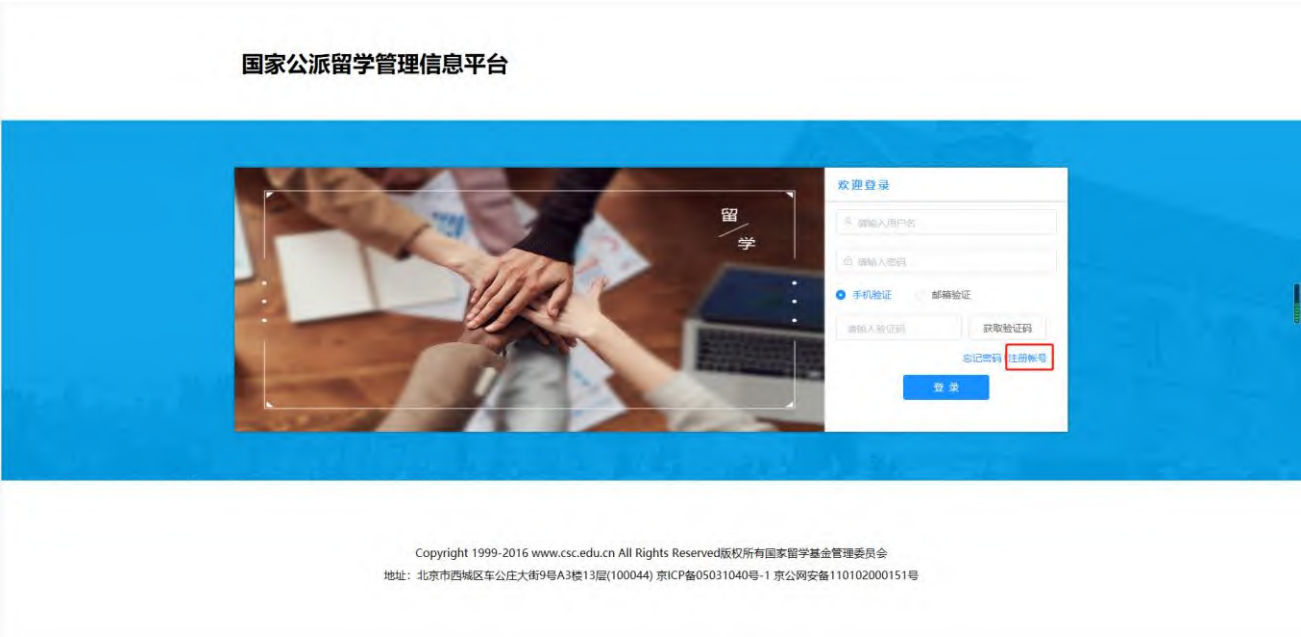 国家公派留学管理信息平台
留
学
欢迎登录
请输入用户名
请输入密码
手机验证 邮箱验证
请输入验证码 获取验证码
忘记密码 注册帐号
登 录
Copyright 1999-2016 www.csc.edu.cn All Rights Reserved版权所有国家留学基金管理委员会
地址：北京市西城区车公庄大街9号A3楼13层(100044) 京ICP备05031040号-1 京公网安备110102000151号